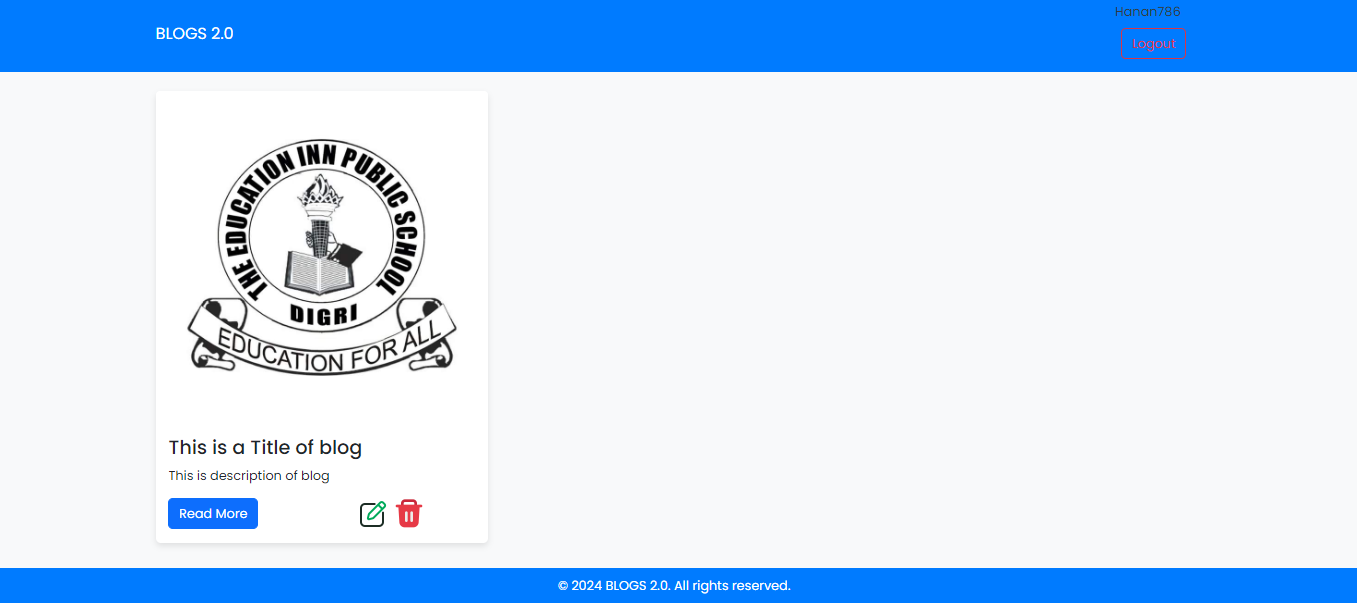 Hanan786
BLOGS 2.0
Logout
THE EDUCATION INN PUBLIC SCHOOL
DIGRI
EDUCATION FOR ALL
This is a Title of blog
This is description of blog
Read More
© 2024 BLOGS 2.0. All rights reserved.